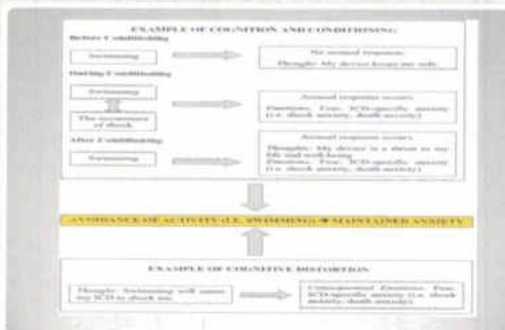 EXAMPLE OF COGNITION AND CONDITIONING
Before Conditioning
Swimming
No arousal response.
Thought: My device keeps me safe.
During Conditioning
Swimming
Arousal response occurs
Emotions: Fear, ICD-specific anxiety
(i.e. shock anxiety, death anxiety)
The occurrence
of shock
After Conditioning
Swimming
Arousal response occurs
Thoughts: My device is a threat to my
life and well-being
Emotions: Fear, ICD-specific anxiety
(i.e. shock anxiety, death anxiety)
AVOIDANCE OF ACTIVITY (I.E. SWIMMING) → MAINTAINED ANXIETY
EXAMPLE OF COGNITIVE DISTORTION
Thought: Swimming will cause
my ICD to shock me.
Consequential Emotions: Fear,
ICD-specific anxiety (i.e. shock
anxiety, death anxiety)